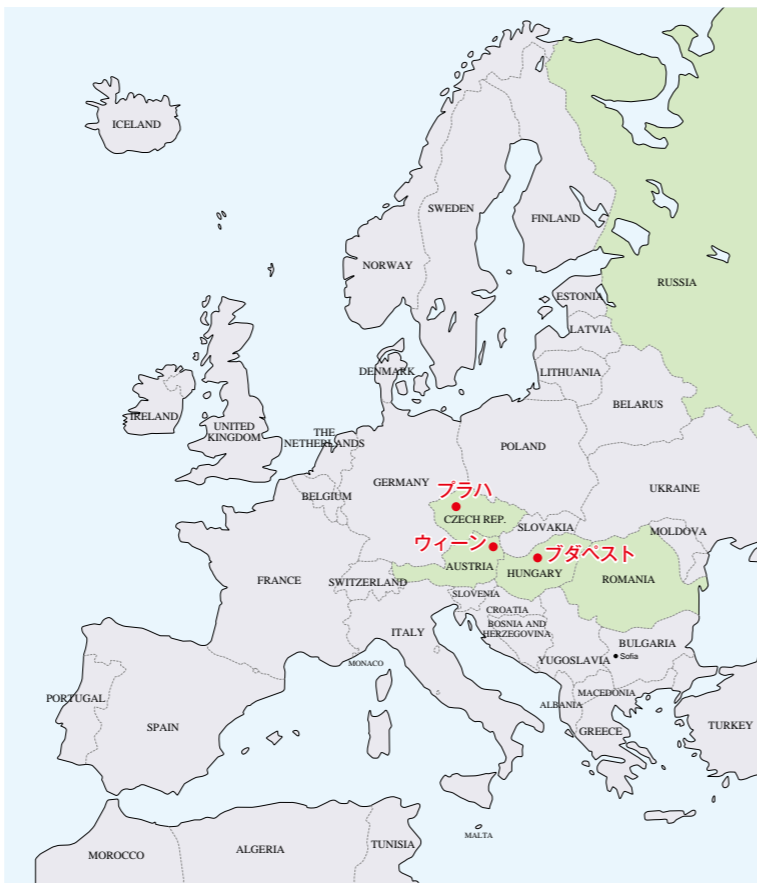 ICELAND
SWEDEN
FINLAND
NORWAY
RUSSIA
ESTONIA
LATVIA
DENMARK
LITHUANIA
BELARUS
IRELAND
UNITED
KINGDOM
THE
NETHERLANDS
POLAND
GERMANY
プラハ
UKRAINE
BELGIUM
CZECH REP.
SLOVAKIA
MOLDOVA
ウィーン
ブダペスト
AUSTRIA
HUNGARY
ROMANIA
FRANCE
SWITZERLAND
SLOVENIA
CROATIA
BOSNIA AND
HERZEGOVINA
ITALY
BULGARIA
Sofia
YUGOSLAVIA
MONACO
MACEDONIA
ALBANIA
PORTUGAL
SPAIN
GREECE
TURKEY
MALTA
MOROCCO
ALGERIA
TUNISIA